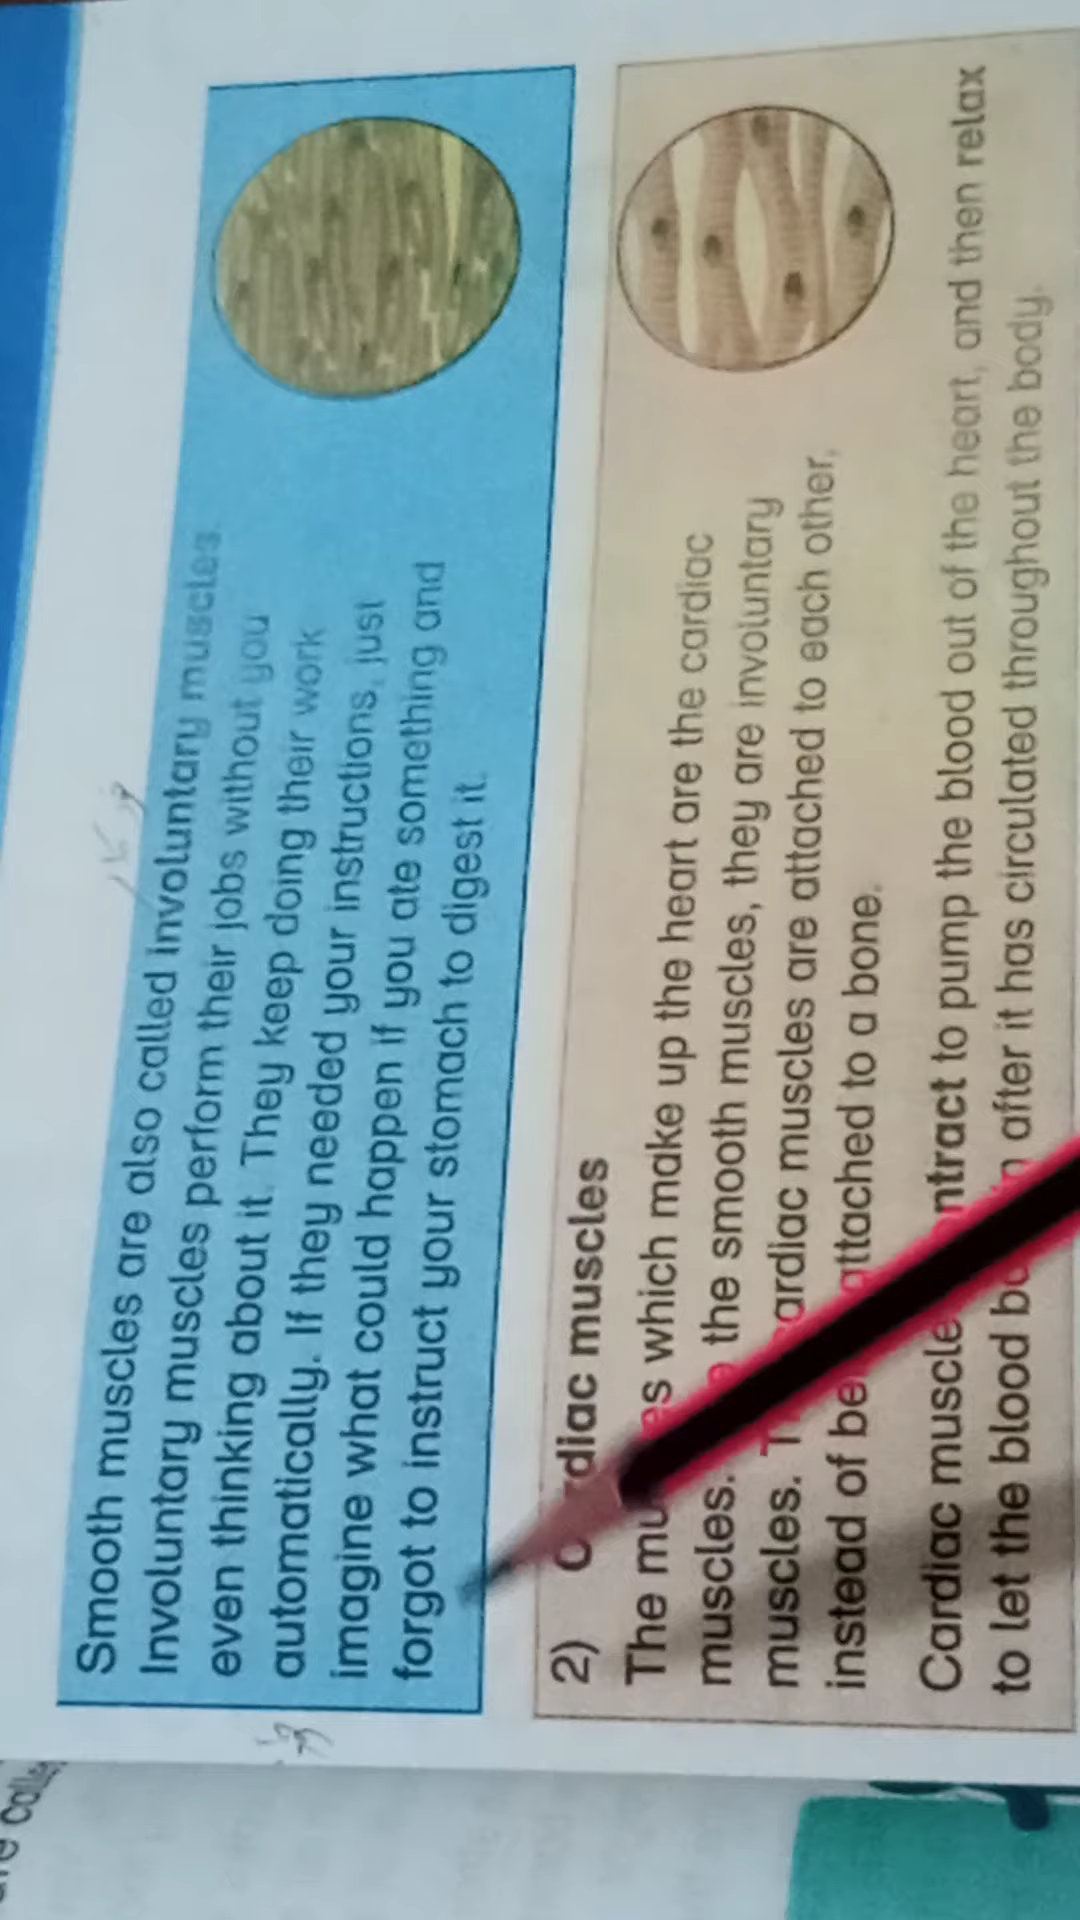 Smooth muscles are also called involuntary muscles.
Involuntary muscles perform their jobs without you
even thinking about it. They keep doing their work
automatically. If they needed your instructions, just
imagine what could happen if you ate something and
forgot to instruct your stomach to digest it.
2) diac muscles
The which make up the heart are the cardiac
muscles. the smooth muscles, they are involuntary
muscles. ardiac muscles are attached to each other,
instead of be attached to a bone.
Cardiac muscle ntract to pump the blood out of the heart, and then relax
to let the blood after it has circulated throughout the body.